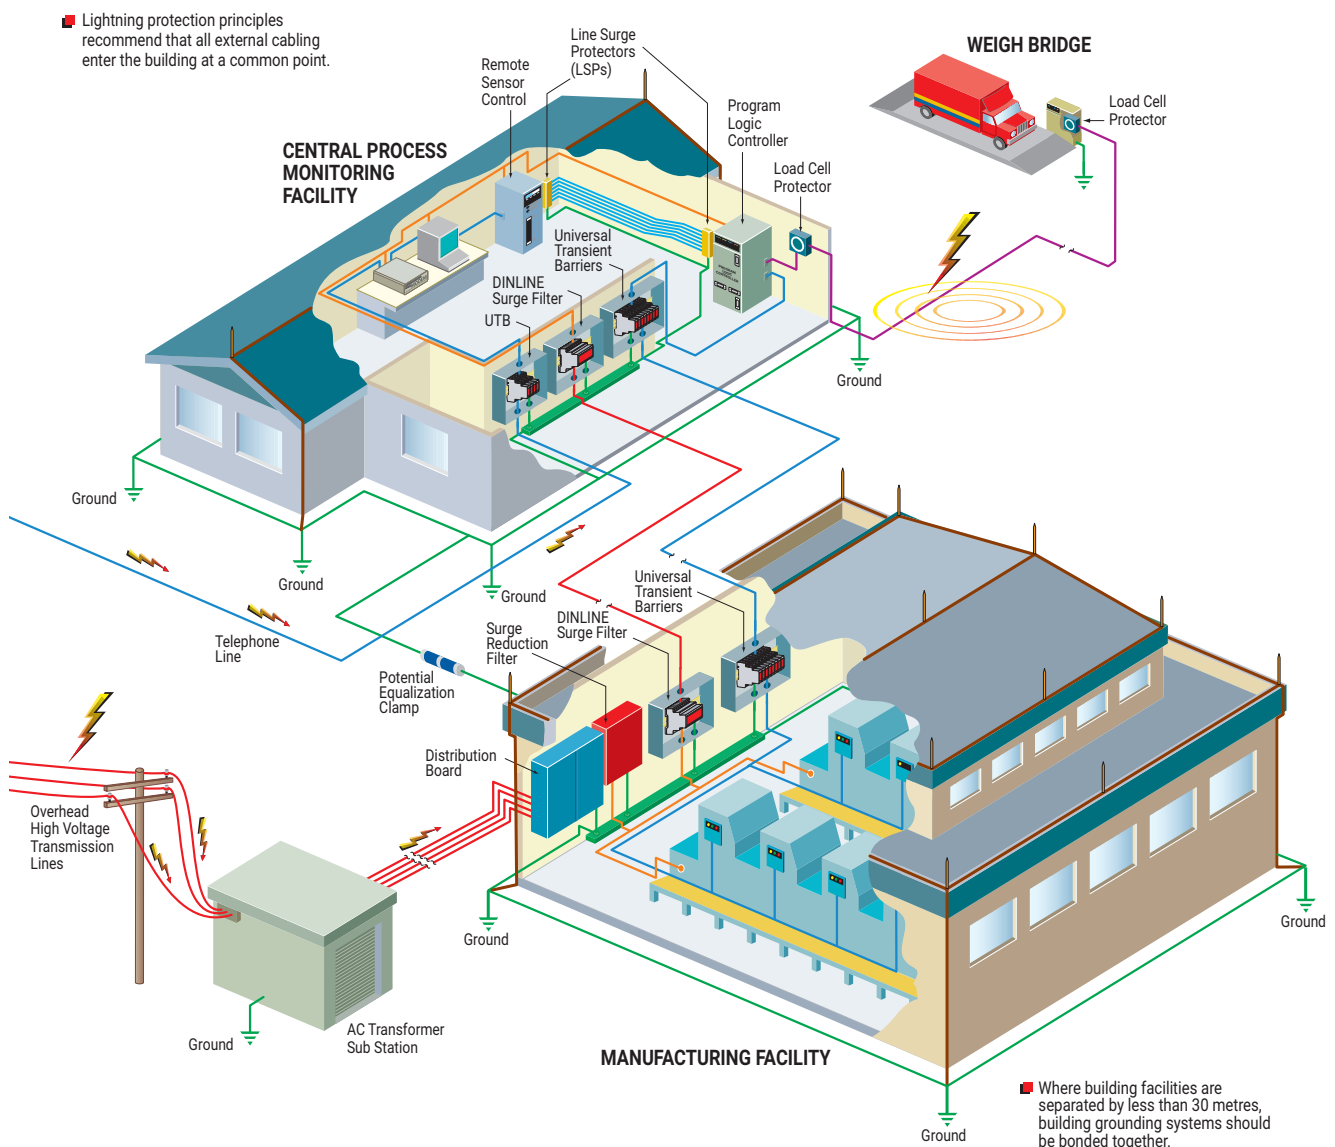 Lightning protection principles
recommend that all external cabling
enter the building at a common point.
Line Surge
Protectors
(LSPs)
Remote
Sensor
Control
Program
Logic
Controller
WEIGH BRIDGE
Load Cell
Protector
CENTRAL PROCESS
MONITORING
FACILITY
Load Cell
Protector
Universal
Transient
Barriers
DINLINE
Surge Filter
UTB
PROGRAM
LOGIC
CONTROLLER
Ground
Ground
Ground
Ground
Telephone
Line
Universal
Transient
Barriers
DINLINE
Surge Filter
Surge
Reduction
Filter
Potential
Equalization
Clamp
Distribution
Board
Overhead
High Voltage
Transmission
Lines
Ground
Ground
Ground
AC Transformer
Sub Station
MANUFACTURING FACILITY
Ground
Where building facilities are
separated by less than 30 metres,
building grounding systems should
be bonded together.